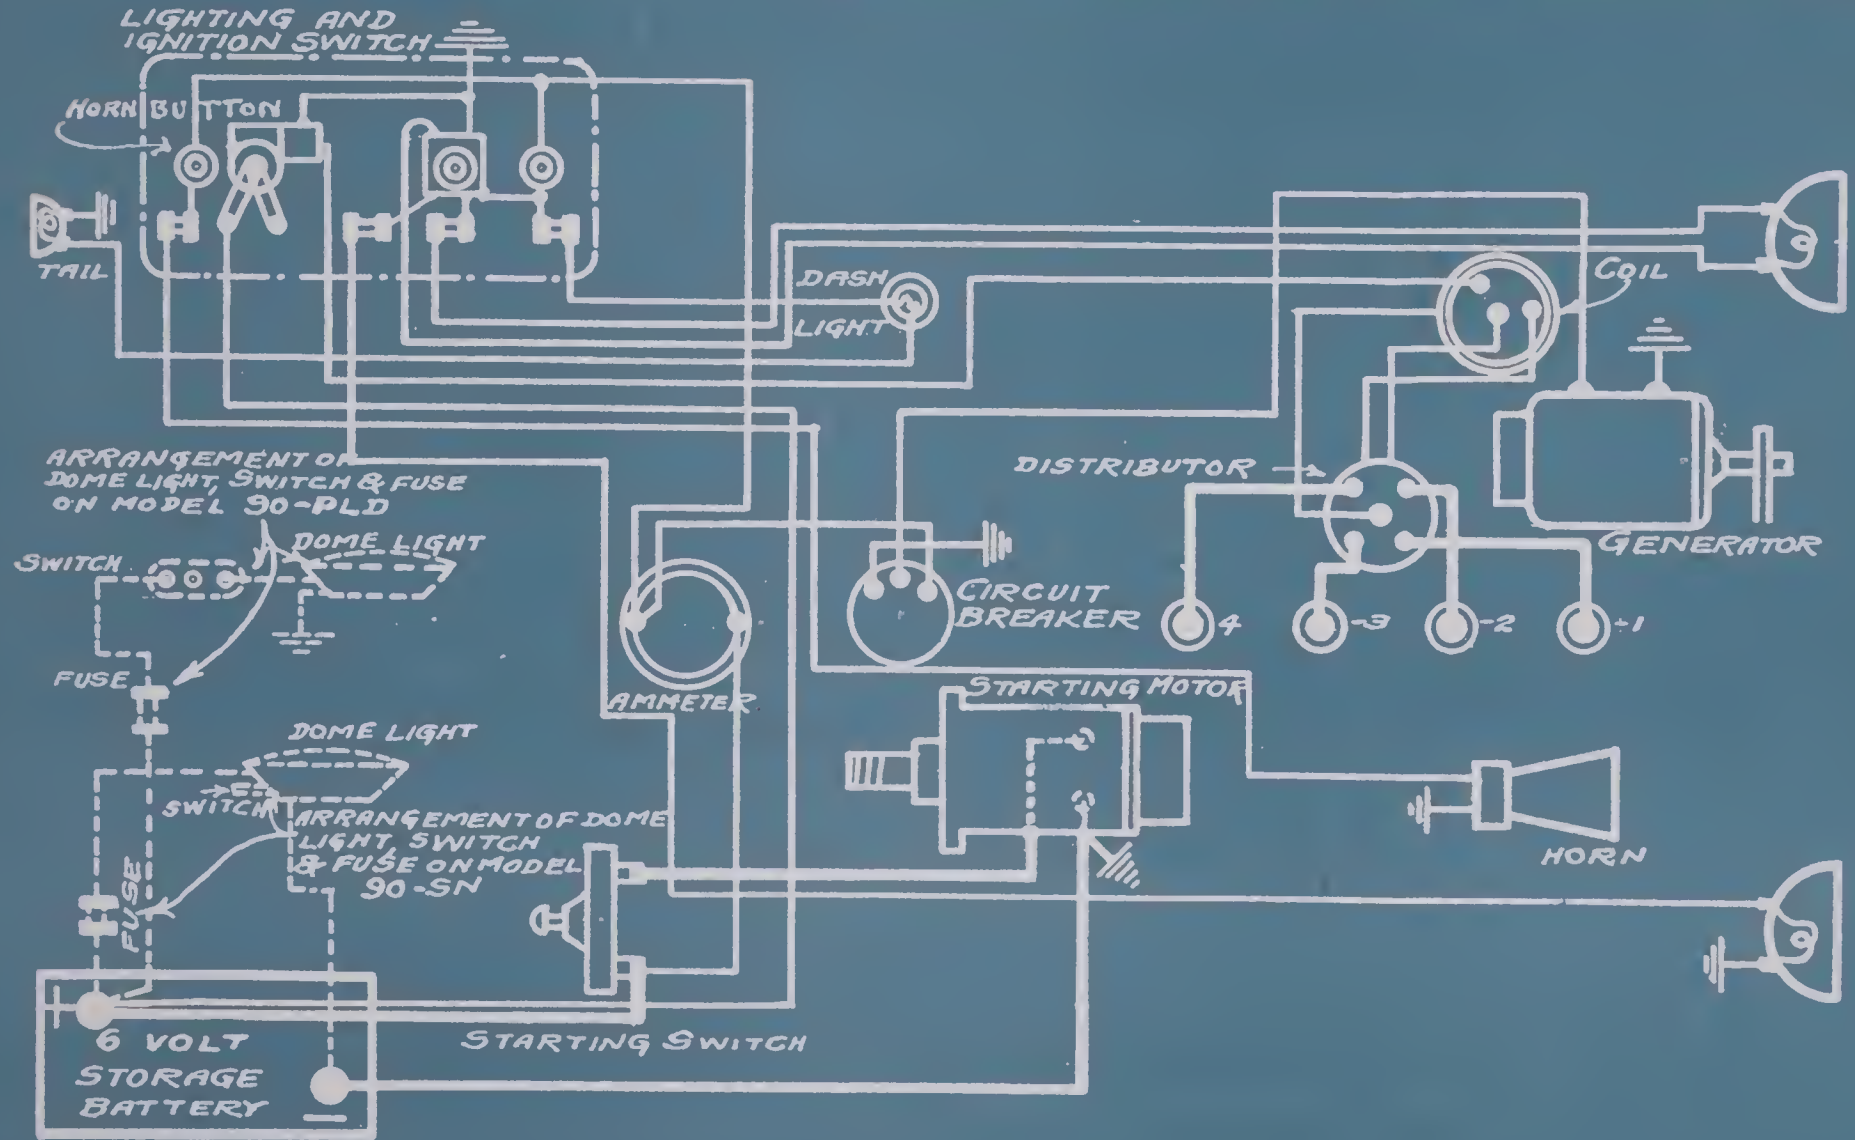 LIGHTING AND
IGNITION SWITCH
HORN BUTTON
TAIL
DASH
LIGHT
COIL
ARRANGEMENT OF
DOME LIGHT, SWITCH & FUSE
ON MODEL 90-PLD
SWITCH
DOME LIGHT
DISTRIBUTOR
GENERATOR
CIRCUIT
BREAKER
4
-3
-2
-1
FUSE
AMMETER
STARTING MOTOR
DOME LIGHT
SWITCH
ARRANGEMENT OF DOME
LIGHT, SWITCH
& FUSE ON MODEL
90-SN
FUSE
HORN
6 VOLT
STORAGE
BATTERY
STARTING SWITCH